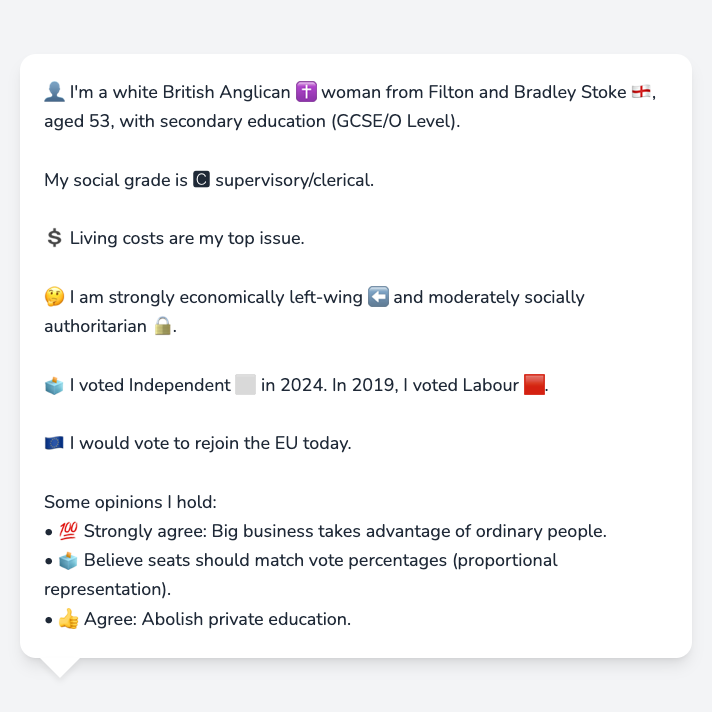 👤 I'm a white British Anglican ✝️ woman from Filton and Bradley Stoke 🏴󠁧󠁢󠁥󠁮󠁧󠁿,
aged 53, with secondary education (GCSE/O Level).
My social grade is 🅲 supervisory/clerical.
💲 Living costs are my top issue.
🤔 I am strongly economically left-wing ⬅️ and moderately socially
authoritarian 🔒.
🗳️ I voted Independent ⬜ in 2024. In 2019, I voted Labour 🟥.
🇪🇺 I would vote to rejoin the EU today.
Some opinions I hold:
• 💯 Strongly agree: Big business takes advantage of ordinary people.
• 🗳️ Believe seats should match vote percentages (proportional
representation).
• 👍 Agree: Abolish private education.